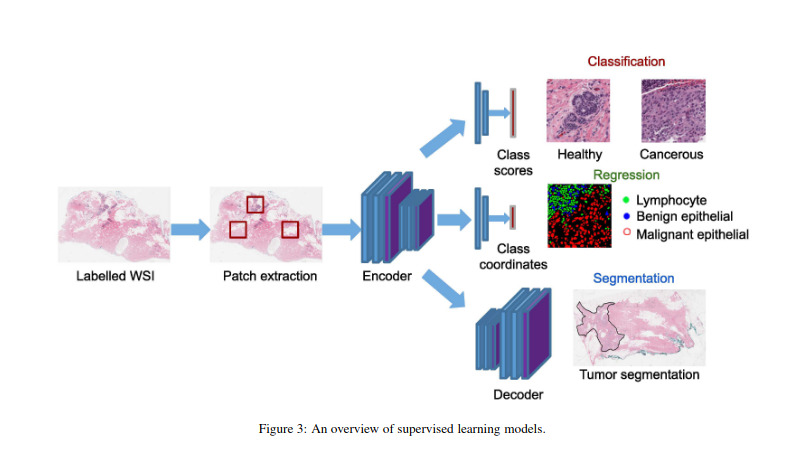 Classification
Class
scores
Healthy
Cancerous
Regression
Lymphocyte
Benign epithelial
Malignant epithelial
Labelled WSI
Patch extraction
Encoder
Class
coordinates
Segmentation
Tumor segmentation
Decoder
Figure 3: An overview of supervised learning models.